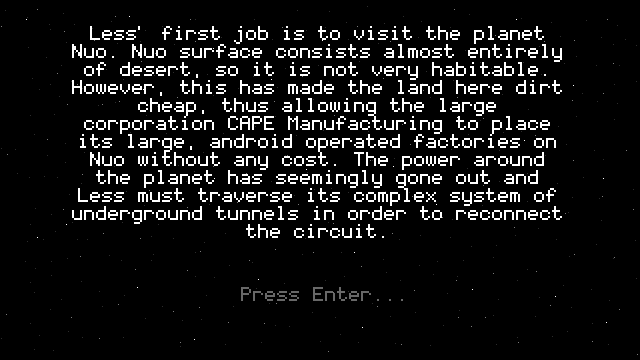 Less' first job is to visit the planet
Nuo. Nuo surface consists almost entirely
of desert, so it is not very habitable.
However, this has made the land here dirt
cheap, thus allowing the large
corporation CAPE Manufacturing to place
its large, android operated factories on
Nuo without any cost. The power around
the planet has seemingly gone out and
Less must traverse its complex system of
underground tunnels in order to reconnect
the circuit.
Press Enter...